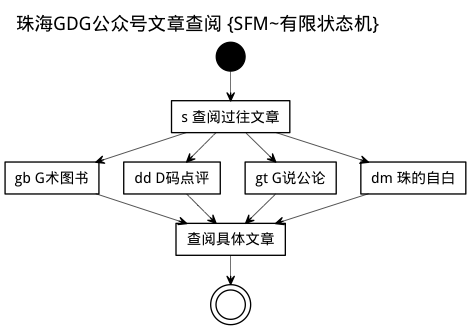 珠海GDG公众号文章查阅 {SFM~有限状态机}
s 查阅过往文章
gb G术图书
dd D码点评
gt G说公论
dm 珠的自白
查阅具体文章